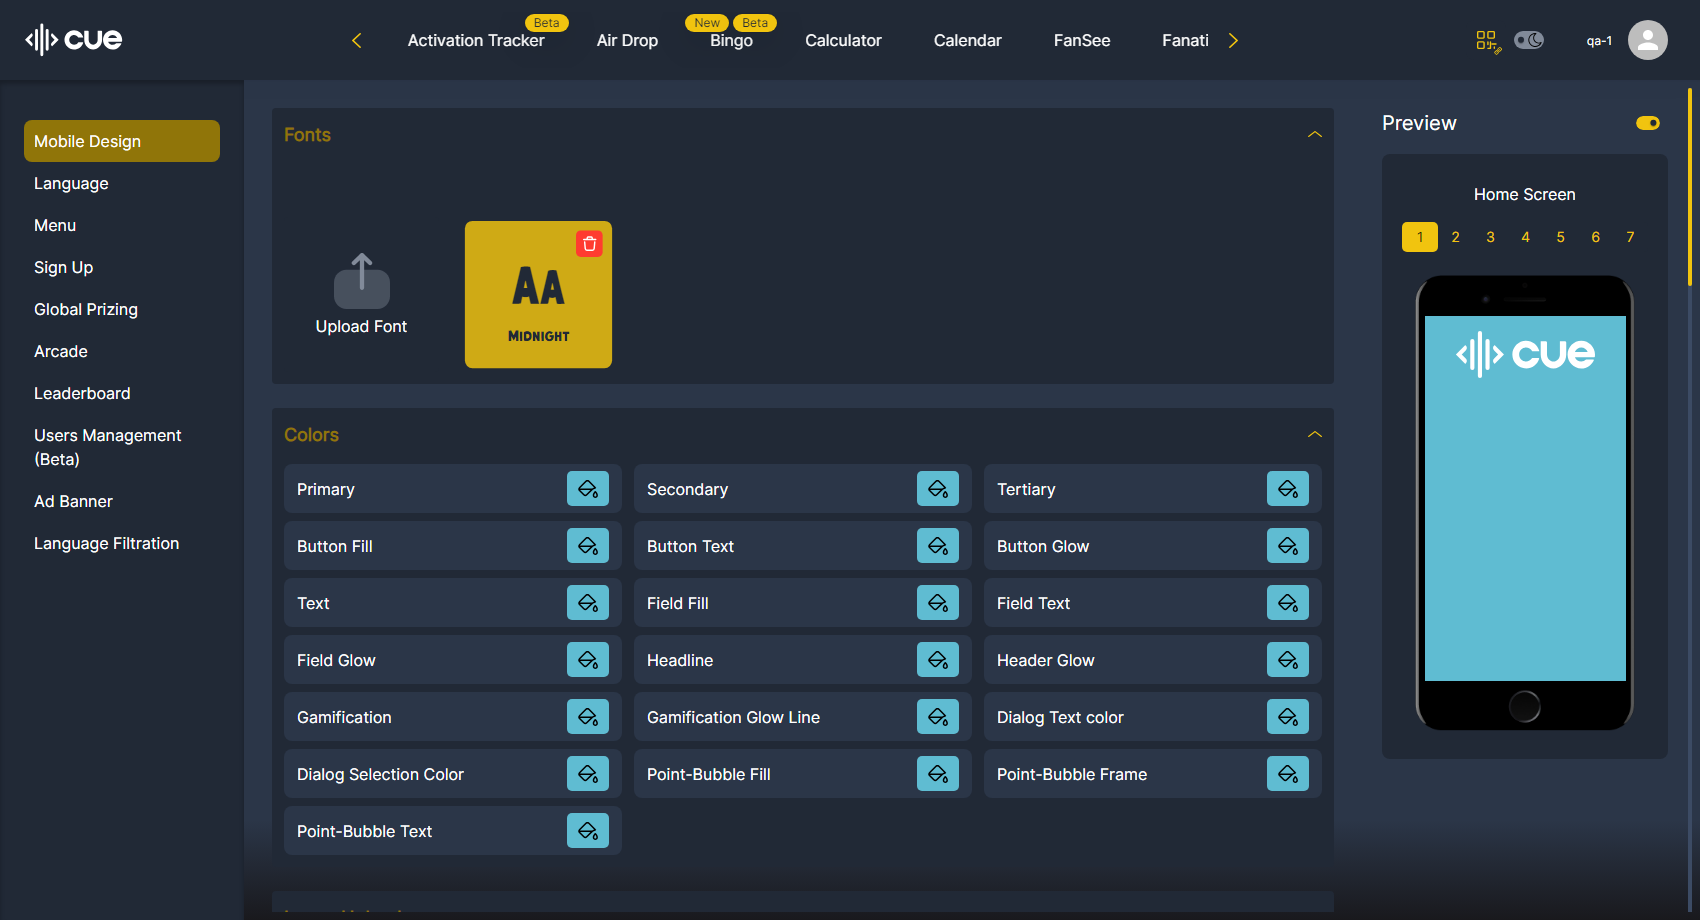 cue
Activation Tracker
Beta
Air Drop
New
Beta
Bingo
Calculator
Calendar
FanSee
Fanati
qa-1
Mobile Design
Language
Menu
Sign Up
Global Prizing
Arcade
Leaderboard
Users Management
(Beta)
Ad Banner
Language Filtration
Fonts
Upload Font
AA
MIDNIGHT
Colors
Primary
Secondary
Tertiary
Button Fill
Button Text
Button Glow
Text
Field Fill
Field Text
Field Glow
Headline
Header Glow
Gamification
Gamification Glow Line
Dialog Text color
Dialog Selection Color
Point-Bubble Fill
Point-Bubble Frame
Point-Bubble Text
Preview
Home Screen
1 2 3 4 5 6 7
cue